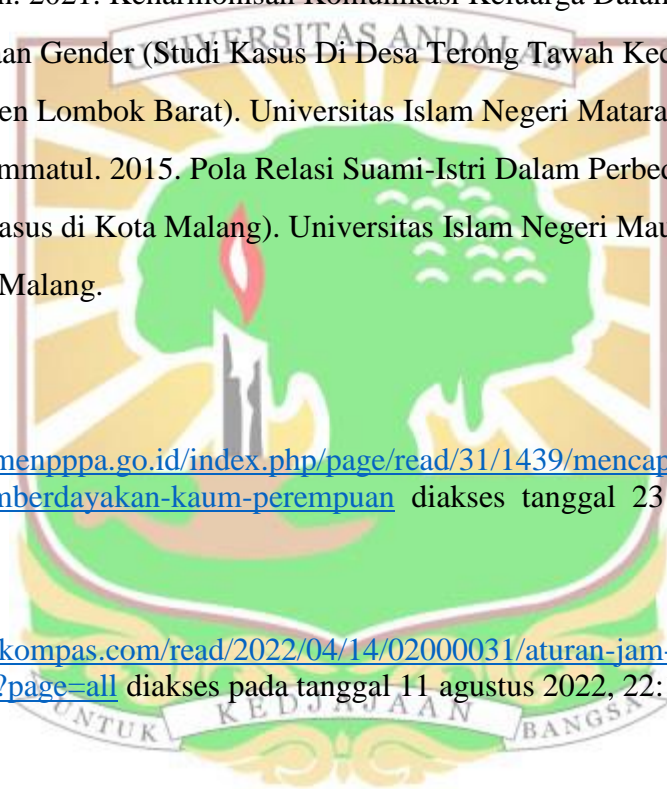 n. 2021. Keharmonisan Komunikasi Keluarga Dalam
UNIVERSITAS ANDALAS
aan Gender (Studi Kasus Di Desa Terong Tawah Kec
en Lombok Barat). Universitas Islam Negeri Matara
mmatul. 2015. Pola Relasi Suami-Istri Dalam Perbed
asus di Kota Malang). Universitas Islam Negeri Mau
Malang.
menpppa.go.id/index.php/page/read/31/1439/mencap
mberdayakan-kaum-perempuan diakses tanggal 23
kompas.com/read/2022/04/14/02000031/aturan-jam-
?page=all diakses pada tanggal 11 agustus 2022, 22:
UNTUK KEDJAJAAN BANGSA